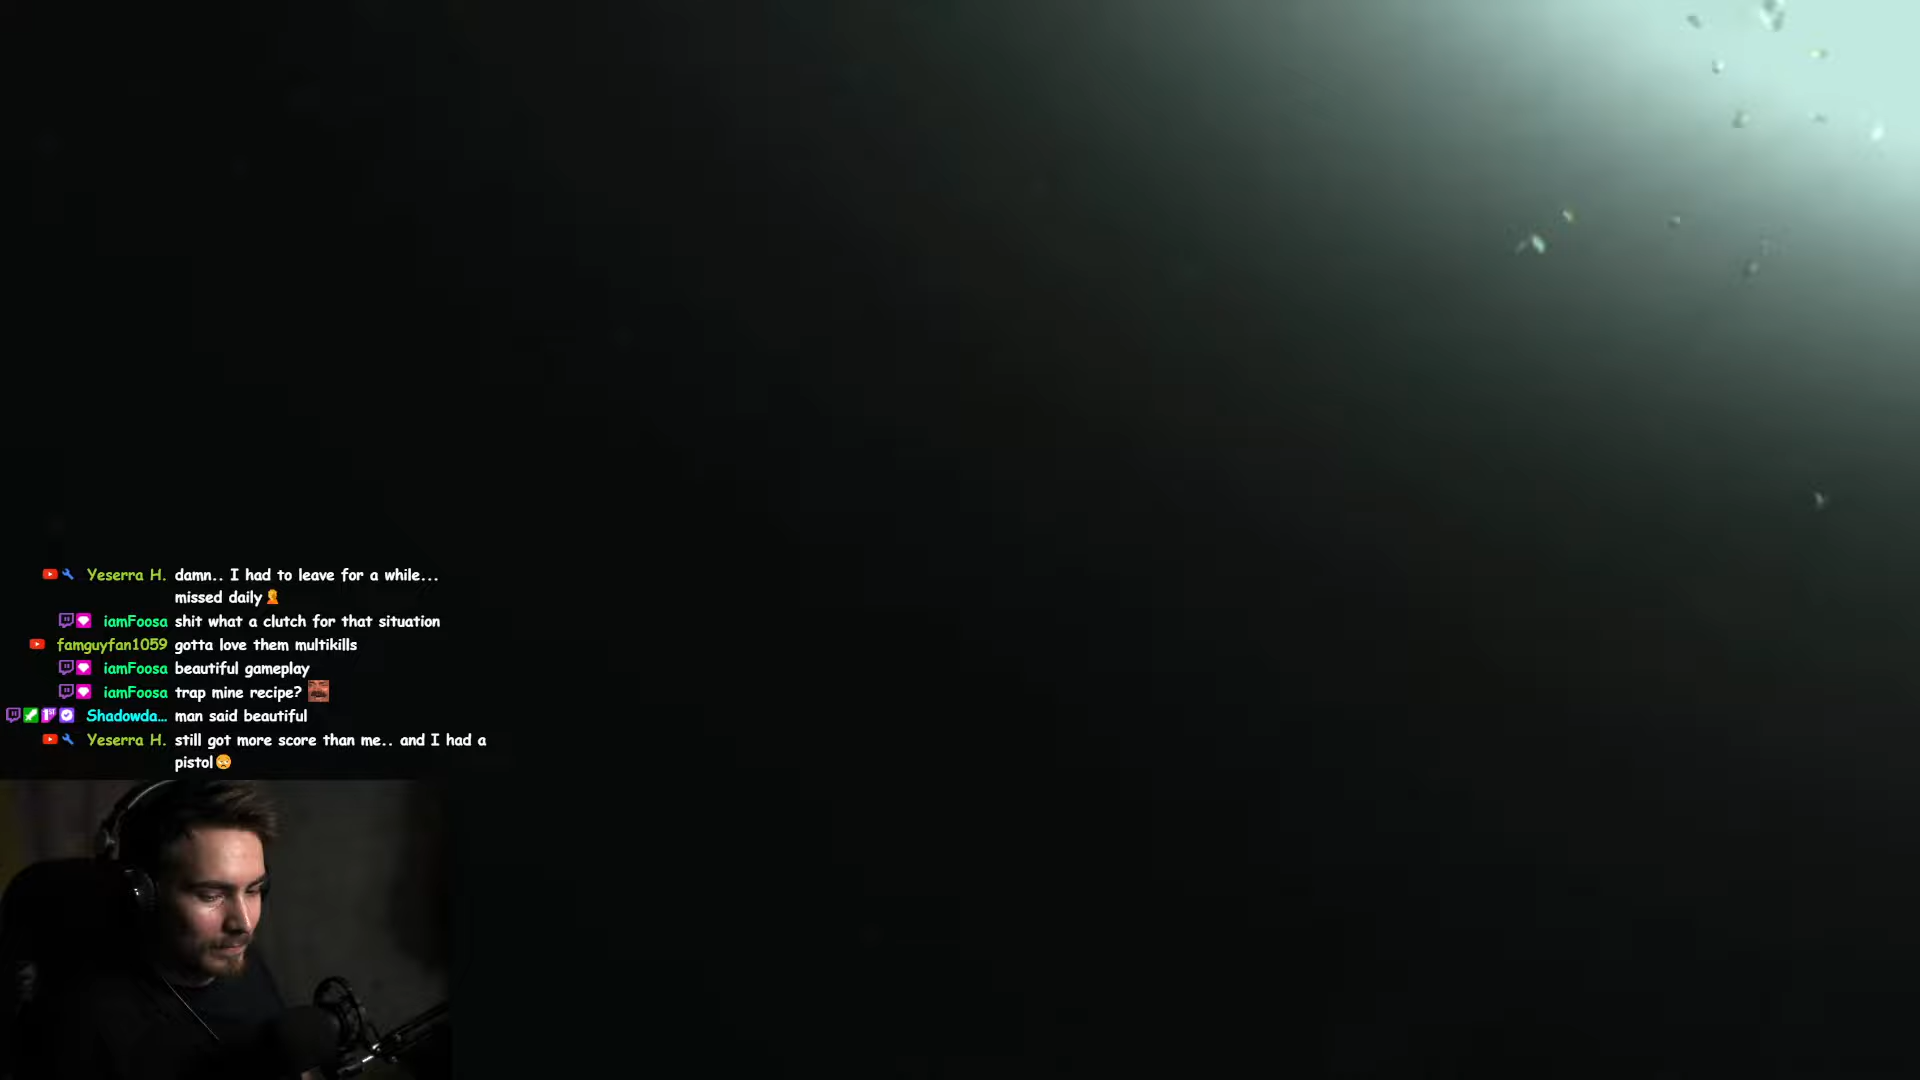 Yeserra H. damn.. I had to leave for a while...
missed daily
iamFoosa shit what a clutch for that situation
famguyfan1059 gotta love them multikills
iamFoosa beautiful gameplay
iamFoosa trap mine recipe?
Shadowda... man said beautiful
Yeserra H. still got more score than me.. and I had a
pistol